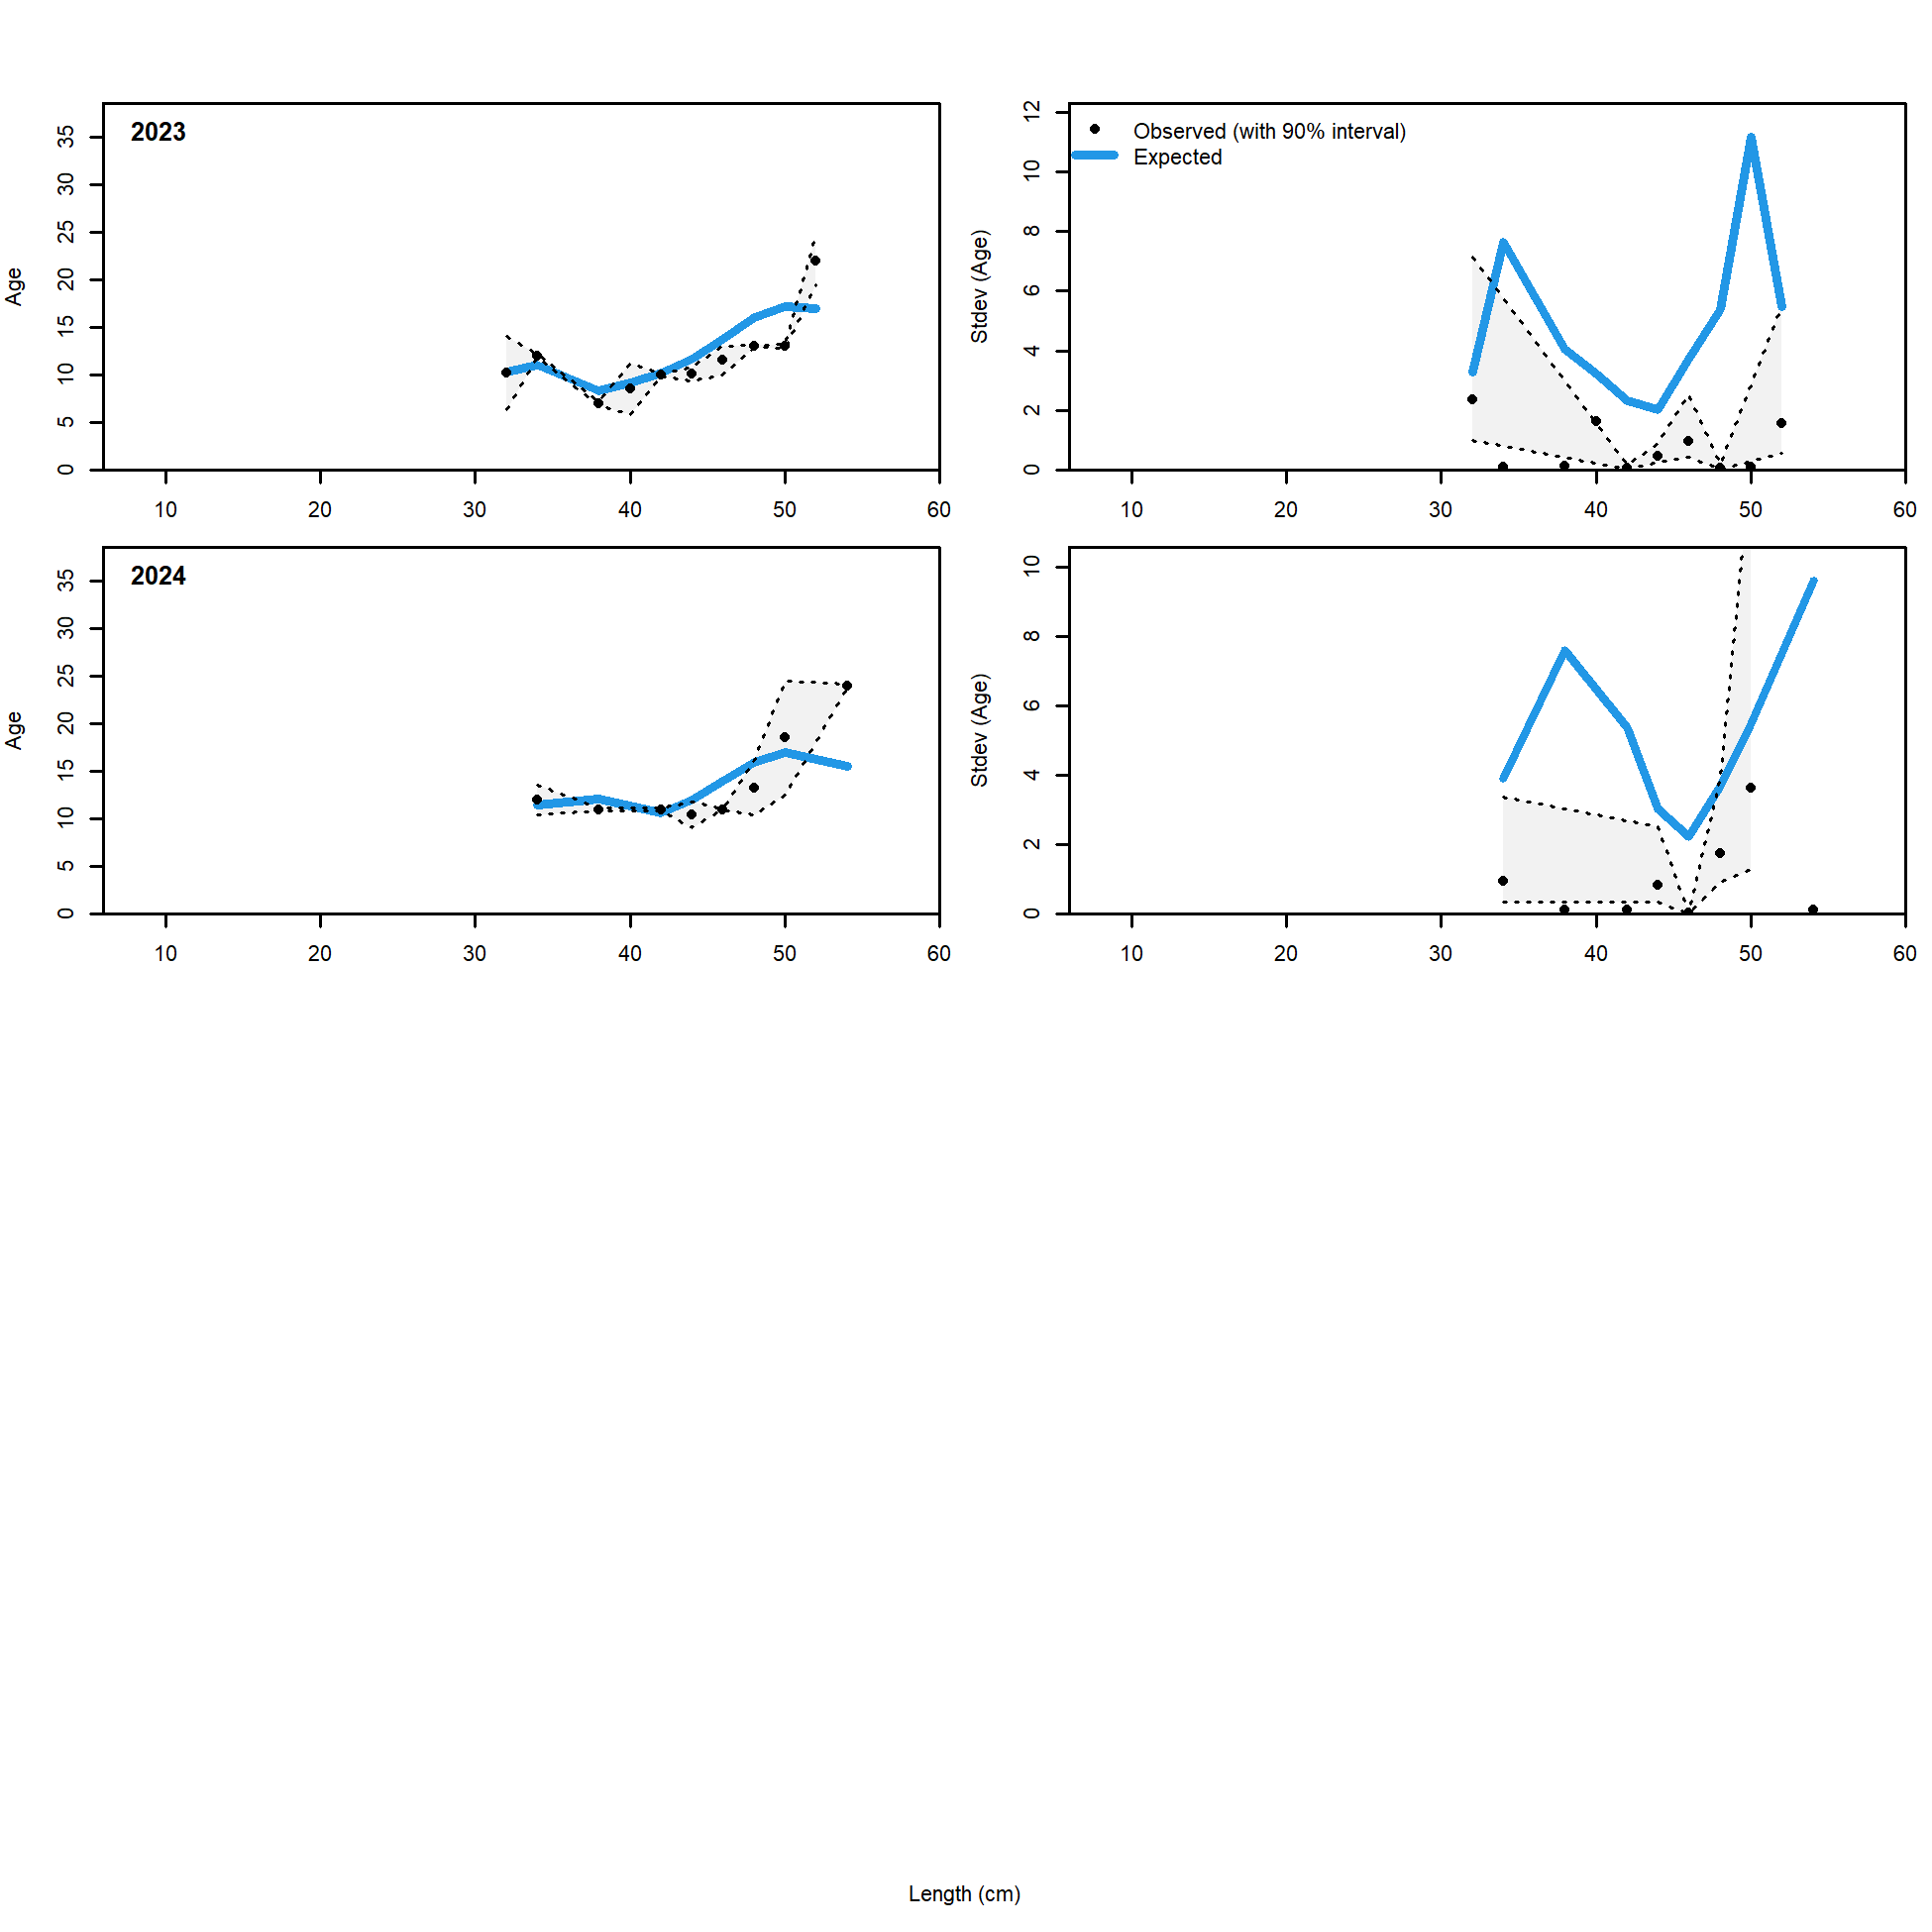 2023
Age
0 5 10 15 20 25 30 35
10 20 30 40 50 60
Observed (with 90% interval)
Expected
Stdev (Age)
0 2 4 6 8 10 12
10 20 30 40 50 60
2024
Age
0 5 10 15 20 25 30 35
10 20 30 40 50 60
Stdev (Age)
0 2 4 6 8 10
10 20 30 40 50 60
Length (cm)